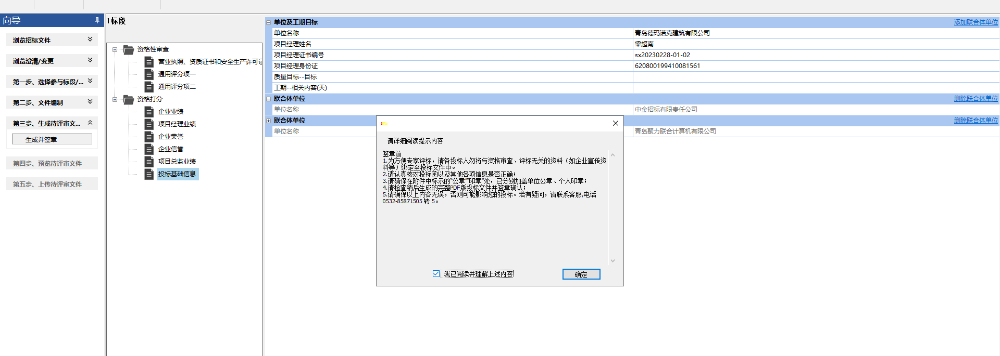 向导
浏览招标文件
浏览澄清/变更
第一步、选择参与标段/...
第二步、文件编制
第三步、生成待评审文...
生成并签章
第四步、预览待评审文件
第五步、上传待评审文件
1标段
资格性审查
营业执照、资质证书和安全生产许可证
通用评分项一
通用评分项二
资格打分
企业业绩
项目经理业绩
企业荣誉
企业信誉
项目总监业绩
投标基础信息
单位及工期目标 添加联合体单位
单位名称 青岛德玛诺克建筑有限公司
项目经理姓名 梁超南
项目经理证书编号 sx20230228-01-02
项目经理身份证 620800199410081561
质量目标--目标
工期--相关内容(天)
联合体单位 删除联合体单位
单位名称 中金招标有限责任公司
联合体单位 删除联合体单位
单位名称 青岛聚力联合计算机有限公司
请详细阅读提示内容
签章前
1.为方便专家评标，请各投标人勿将与资格审查、评标无关的资料（如企业宣传资
料等）绑定至投标文件中。
2.请认真核对投标函以及其他各项信息是否正确；
3.请确保在附件中标示的“公章”“印章”处，已分别加盖单位公章、个人印章；
4.请检查稍后生成的完整PDF版投标文件并签章确认；
5.请确保以上内容无误，否则可能影响您的投标。若有疑问，请联系客服,电话
0532-85871505 转 5。
我已阅读并理解上述内容
确定